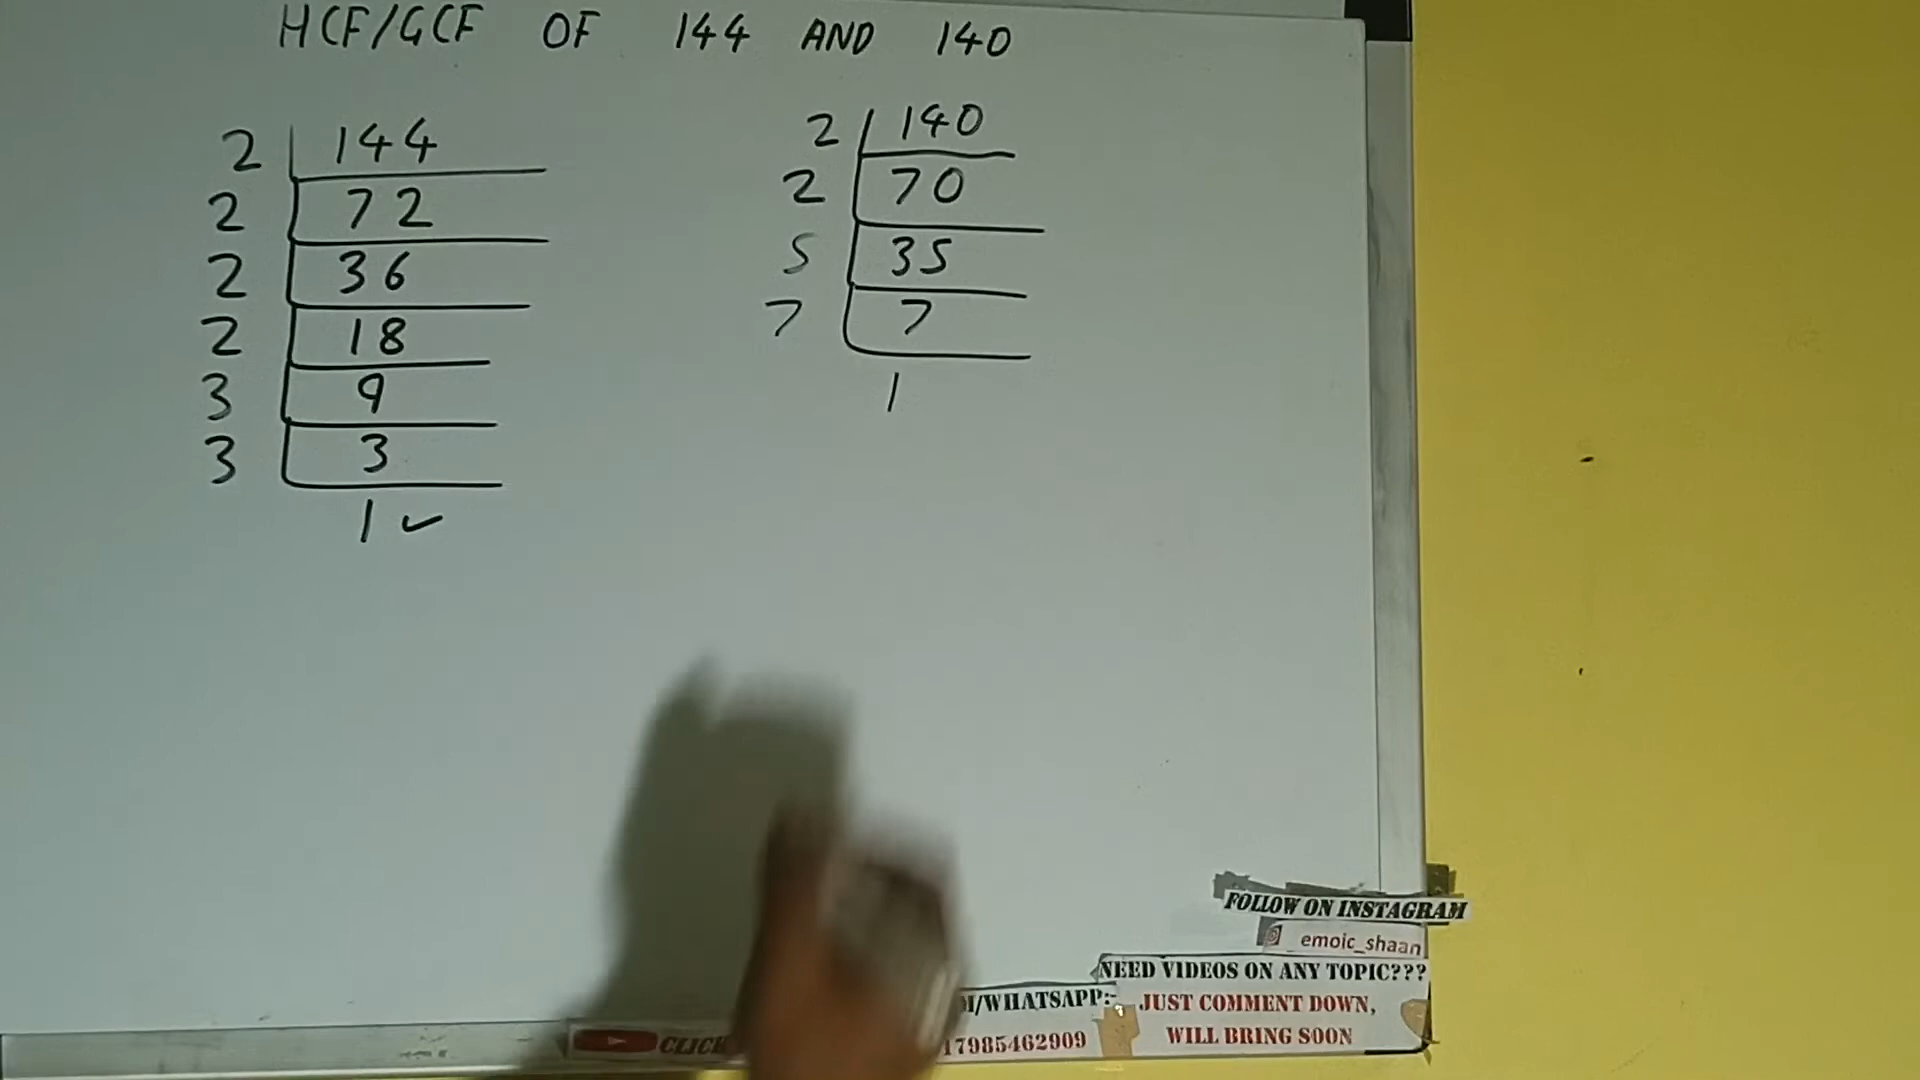 HCF/GCF OF 144 AND 140
2 144
2 72
2 36
2 18
3 9
3 3
1 ✓
2 140
2 70
5 35
7 7
1
FOLLOW ON INSTAGRAM
_emoic_shaan
NEED VIDEOS ON ANY TOPIC???
JUST COMMENT DOWN,
WILL BRING SOON
M/WHATSAPP:-
17985462909
CLICK